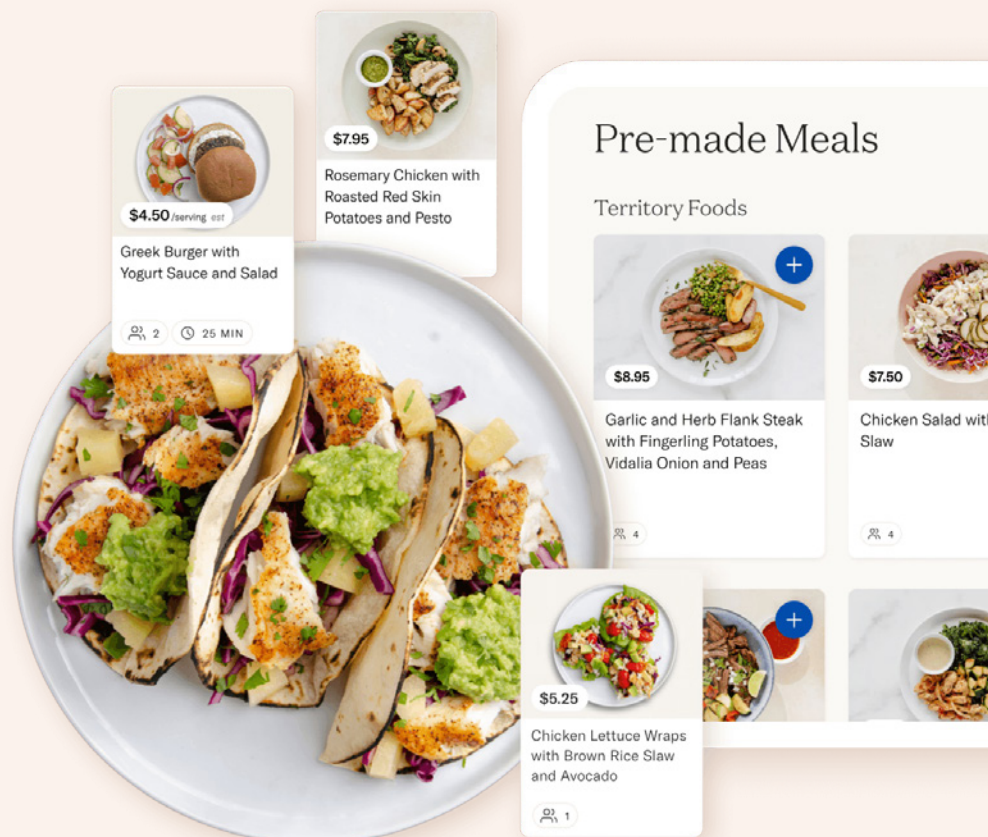 $7.95
Rosemary Chicken with
Roasted Red Skin
Potatoes and Pesto
$4.50 /serving est
Greek Burger with
Yogurt Sauce and Salad
2
25 MIN
Pre-made Meals
Territory Foods
$8.95
Garlic and Herb Flank Steak
with Fingerling Potatoes,
Vidalia Onion and Peas
4
$7.50
Chicken Salad with
Slaw
4
$5.25
Chicken Lettuce Wraps
with Brown Rice Slaw
and Avocado
1